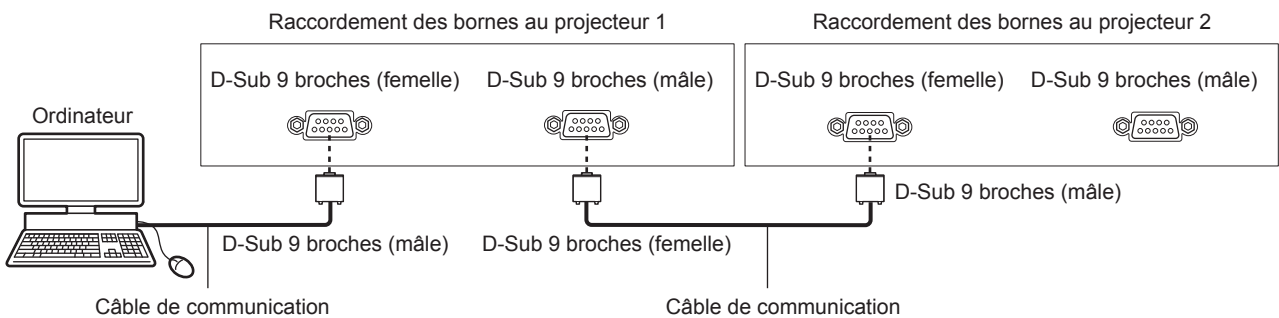 Raccordement des bornes au projecteur 1
Raccordement des bornes au projecteur 2
D-Sub 9 broches (femelle)
D-Sub 9 broches (mâle)
D-Sub 9 broches (femelle)
D-Sub 9 broches (mâle)
Ordinateur
D-Sub 9 broches (mâle)
D-Sub 9 broches (mâle)
D-Sub 9 broches (femelle)
Câble de communication
Câble de communication